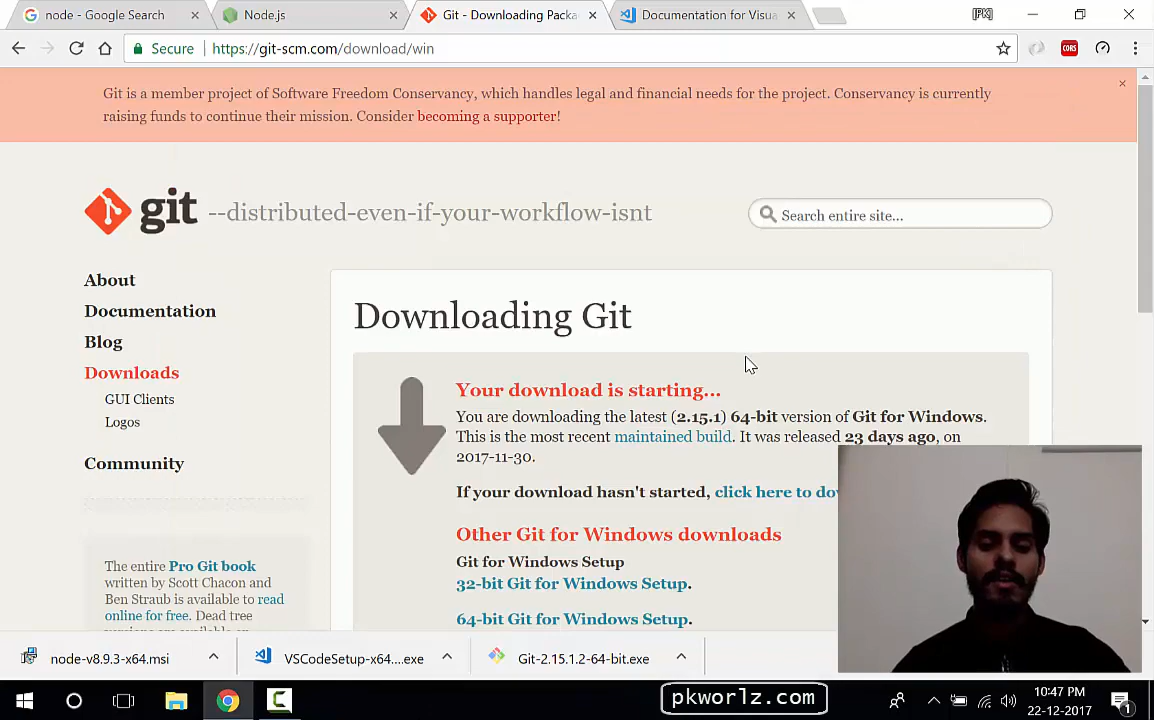 node - Google Search
Node.js
Git - Downloading Packa
Documentation for Visua
[PK]
Secure
https://git-scm.com/download/win
CORS
Git is a member project of Software Freedom Conservancy, which handles legal and financial needs for the project. Conservancy is currently
raising funds to continue their mission. Consider becoming a supporter!
git --distributed-even-if-your-workflow-isnt
Search entire site...
About
Documentation
Blog
Downloads
GUI Clients
Logos
Community
The entire Pro Git book
written by Scott Chacon and
Ben Straub is available to read
online for free. Dead tree
Downloading Git
Your download is starting...
You are downloading the latest (2.15.1) 64-bit version of Git for Windows.
This is the most recent maintained build. It was released 23 days ago, on
2017-11-30.
If your download hasn't started, click here to do
Other Git for Windows downloads
Git for Windows Setup
32-bit Git for Windows Setup.
64-bit Git for Windows Setup.
node-v8.9.3-x64.msi
VSCodeSetup-x64....exe
Git-2.15.1.2-64-bit.exe
pkworlz.com
10:47 PM
22-12-2017
1